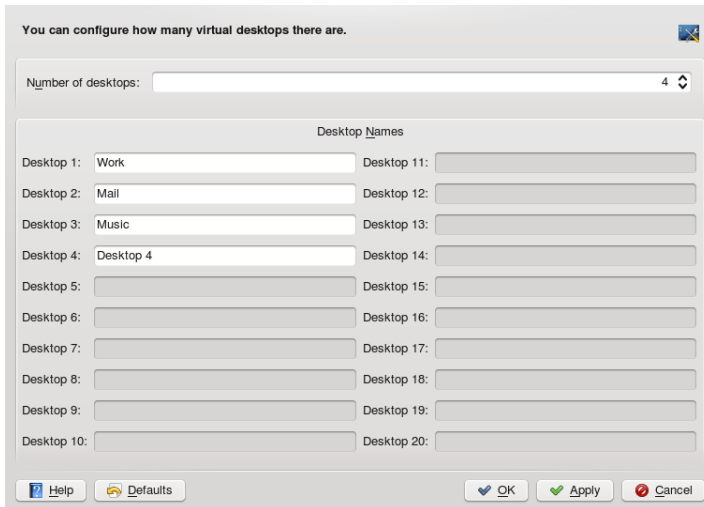 You can configure how many virtual desktops there are.
Number of desktops: 4
Desktop Names
Desktop 1: Work
Desktop 2: Mail
Desktop 3: Music
Desktop 4: Desktop 4
Desktop 5:
Desktop 6:
Desktop 7:
Desktop 8:
Desktop 9:
Desktop 10:
Desktop 11:
Desktop 12:
Desktop 13:
Desktop 14:
Desktop 15:
Desktop 16:
Desktop 17:
Desktop 18:
Desktop 19:
Desktop 20:
Help Defaults OK Apply Cancel